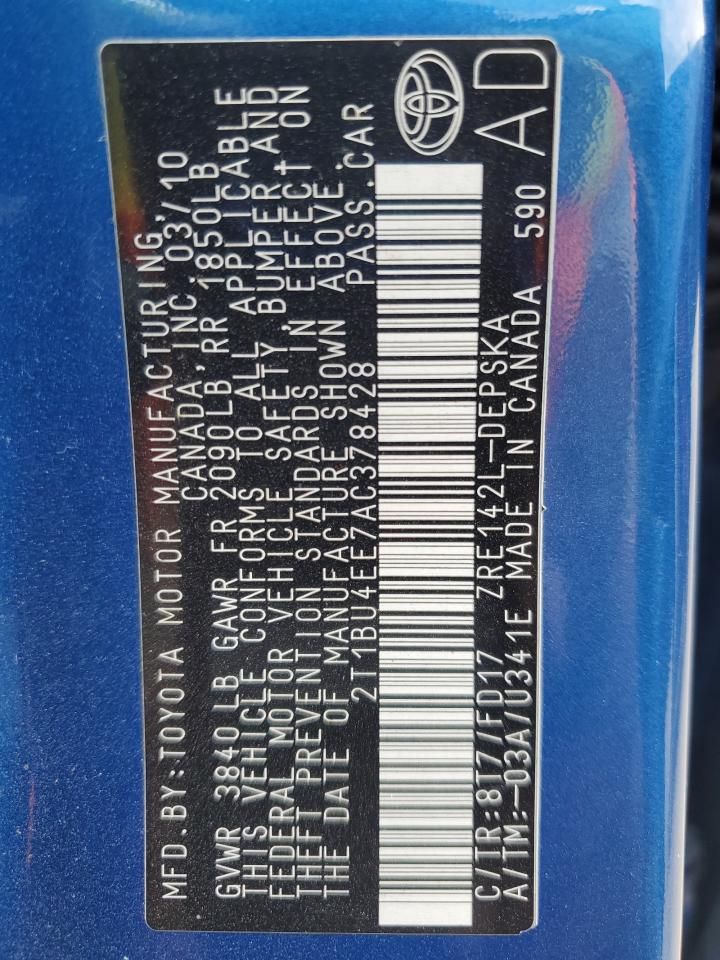 MFD.BY:TOYOTA MOTOR MANUFACTURING,
CANADA,INC. 03/10
GVWR 3840LB GAWR FR 2090LB RR 1850LB
THIS VEHICLE CONFORMS TO ALL APPLICABLE
FEDERAL MOTOR VEHICLE SAFETY, BUMPER AND
THEFT PREVENTION STANDARDS IN EFFECT ON
THE DATE OF MANUFACTURE SHOWN ABOVE.
2T1BU4EE7AC378428 PASS.CAR
C/TR:8T7/FD17 ZRE142L-DEPSKA
A/TM:-03A/U341E MADE IN CANADA 590
AD